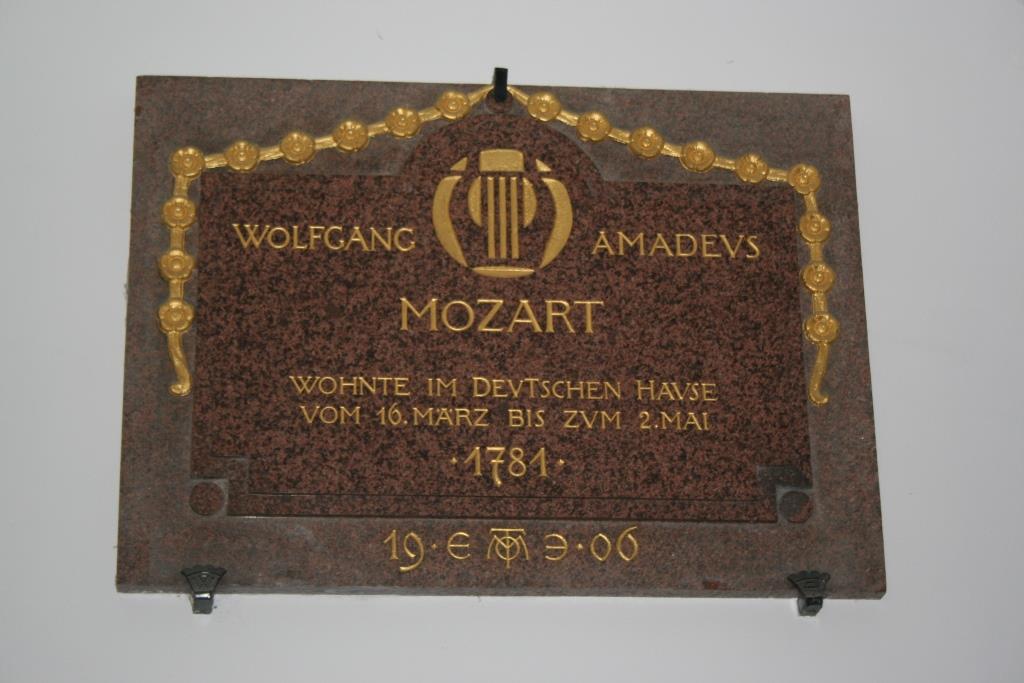 WOLFGANG AMADEVS
MOZART
WOHNTE IM DEVTSCHEN HAVSE
VOM 16. MÄRZ BIS ZVM 2. MAI
·1781·
19·E Ǝ·06